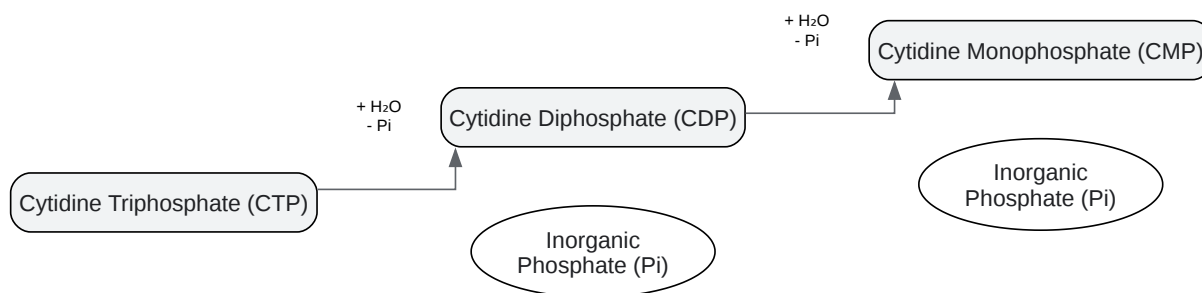 + H₂O
- Pi
Cytidine Monophosphate (CMP)
+ H₂O
- Pi
Cytidine Diphosphate (CDP)
Inorganic
Phosphate (Pi)
Cytidine Triphosphate (CTP)
Inorganic
Phosphate (Pi)